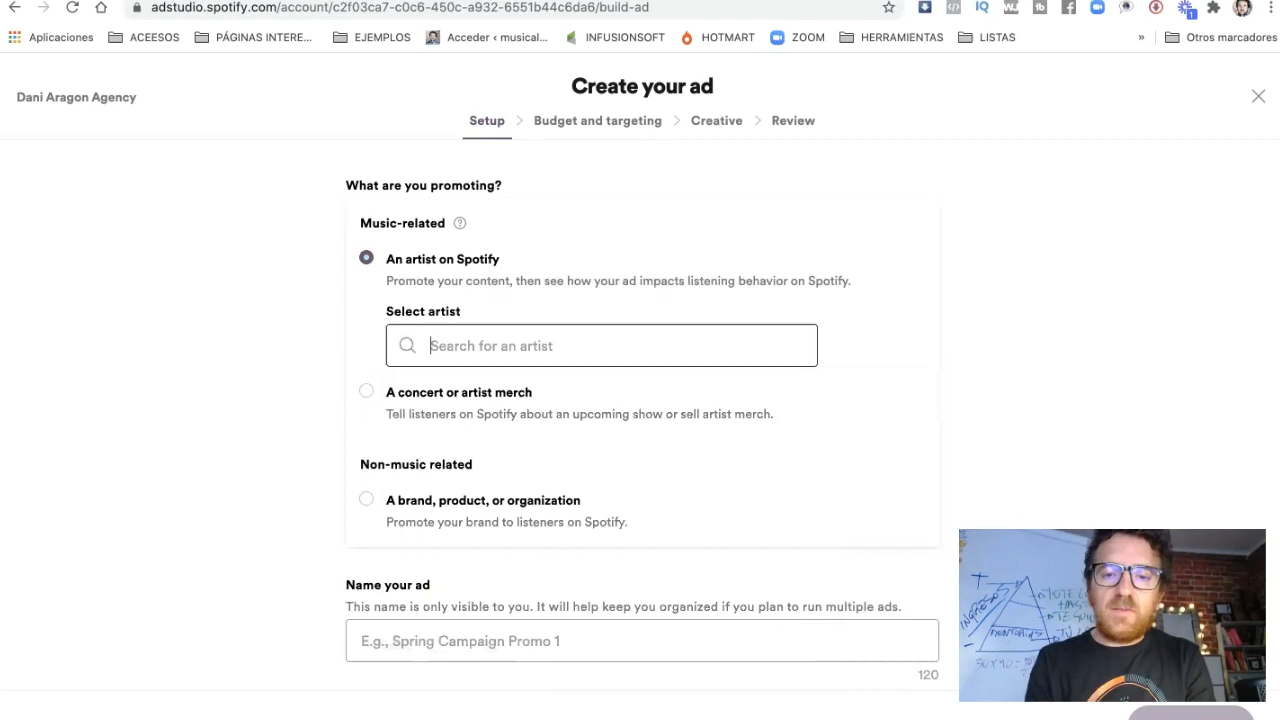 adstudio.spotify.com/account/c2f03ca7-c0c6-450c-a932-6551b44c6da6/build-ad
Aplicaciones ACEESOS PÁGINAS INTERE... EJEMPLOS Acceder ‹ musical... INFUSIONSOFT HOTMART ZOOM HERRAMIENTAS LISTAS » Otros marcadores
Dani Aragon Agency
Create your ad
Setup > Budget and targeting > Creative > Review
What are you promoting?
Music-related
An artist on Spotify
Promote your content, then see how your ad impacts listening behavior on Spotify.
Select artist
Search for an artist
A concert or artist merch
Tell listeners on Spotify about an upcoming show or sell artist merch.
Non-music related
A brand, product, or organization
Promote your brand to listeners on Spotify.
Name your ad
This name is only visible to you. It will help keep you organized if you plan to run multiple ads.
E.g., Spring Campaign Promo 1
120
INGRESOS